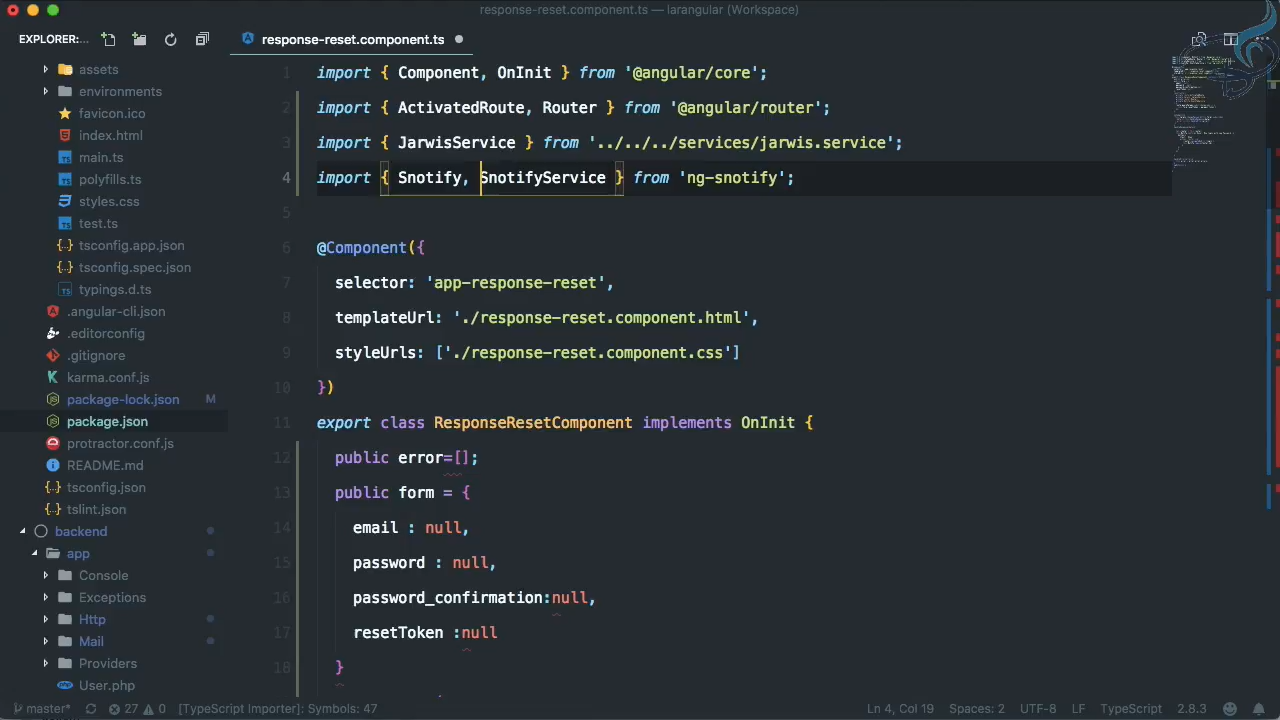 response-reset.component.ts — larangular (Workspace)
EXPLORER:...
response-reset.component.ts
assets
environments
favicon.ico
index.html
main.ts
polyfills.ts
styles.css
test.ts
tsconfig.app.json
tsconfig.spec.json
typings.d.ts
.angular-cli.json
.editorconfig
.gitignore
karma.conf.js
package-lock.json M
package.json
protractor.conf.js
README.md
tsconfig.json
tslint.json
backend
app
Console
Exceptions
Http
Mail
Providers
User.php
1 import { Component, OnInit } from '@angular/core';
2 import { ActivatedRoute, Router } from '@angular/router';
3 import { JarwisService } from '../../../services/jarwis.service';
4 import { Snotify, SnotifyService } from 'ng-snotify';
5
6 @Component({
7 selector: 'app-response-reset',
8 templateUrl: './response-reset.component.html',
9 styleUrls: ['./response-reset.component.css']
10 })
11 export class ResponseResetComponent implements OnInit {
12 public error=[];
13 public form = {
14 email : null,
15 password : null,
16 password_confirmation:null,
17 resetToken :null
18 }
master* 27 0 [TypeScript Importer]: Symbols: 47 Ln 4, Col 19 Spaces: 2 UTF-8 LF TypeScript 2.8.3